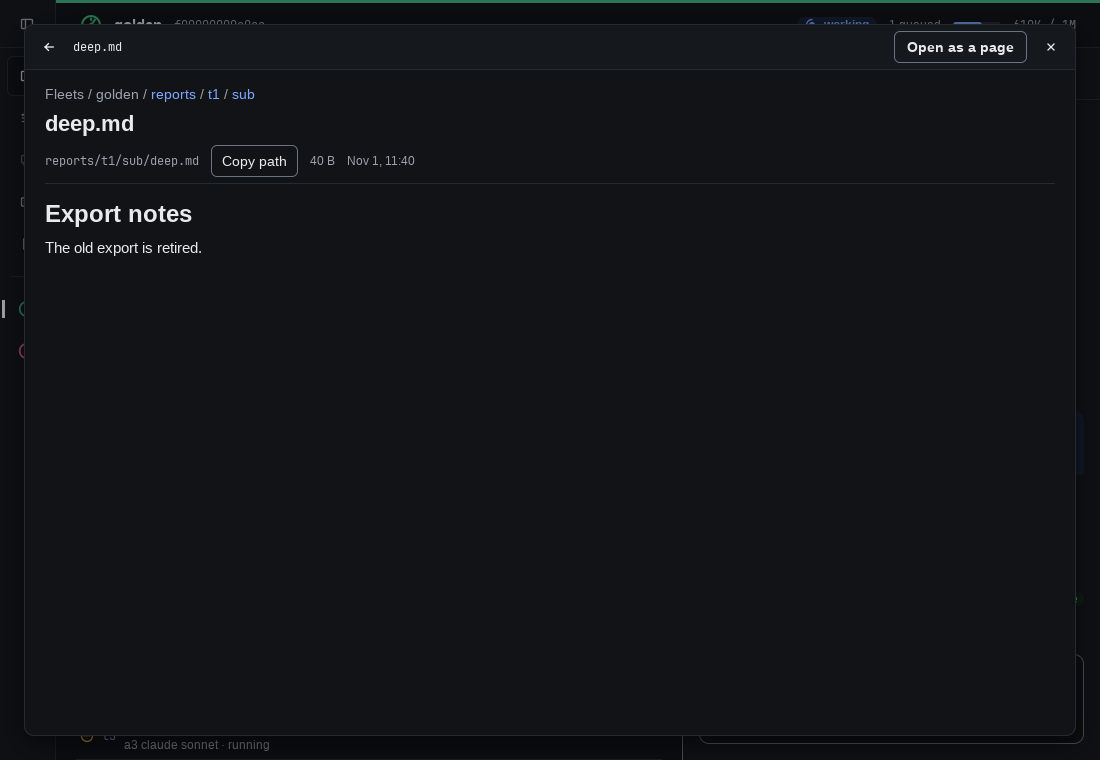 deep.md
Open as a page
Fleets / golden / reports / t1 / sub
deep.md
reports/t1/sub/deep.md Copy path 40 B Nov 1, 11:40
Export notes
The old export is retired.
a3 claude sonnet · running